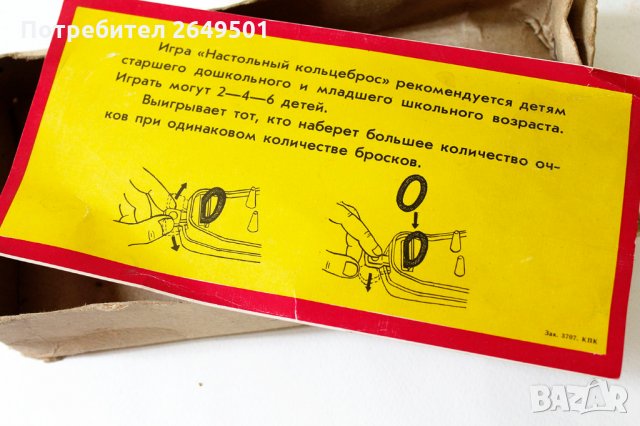 Потребител 2649501
Игра «Настольный кольцеброс» рекомендуется детям
старшего дошкольного и младшего школьного возраста.
Играть могут 2—4—6 детей.
Выигрывает тот, кто наберет большее количество оч-
ков при одинаковом количестве бросков.
Зак. 3707. КПК
BAZAR